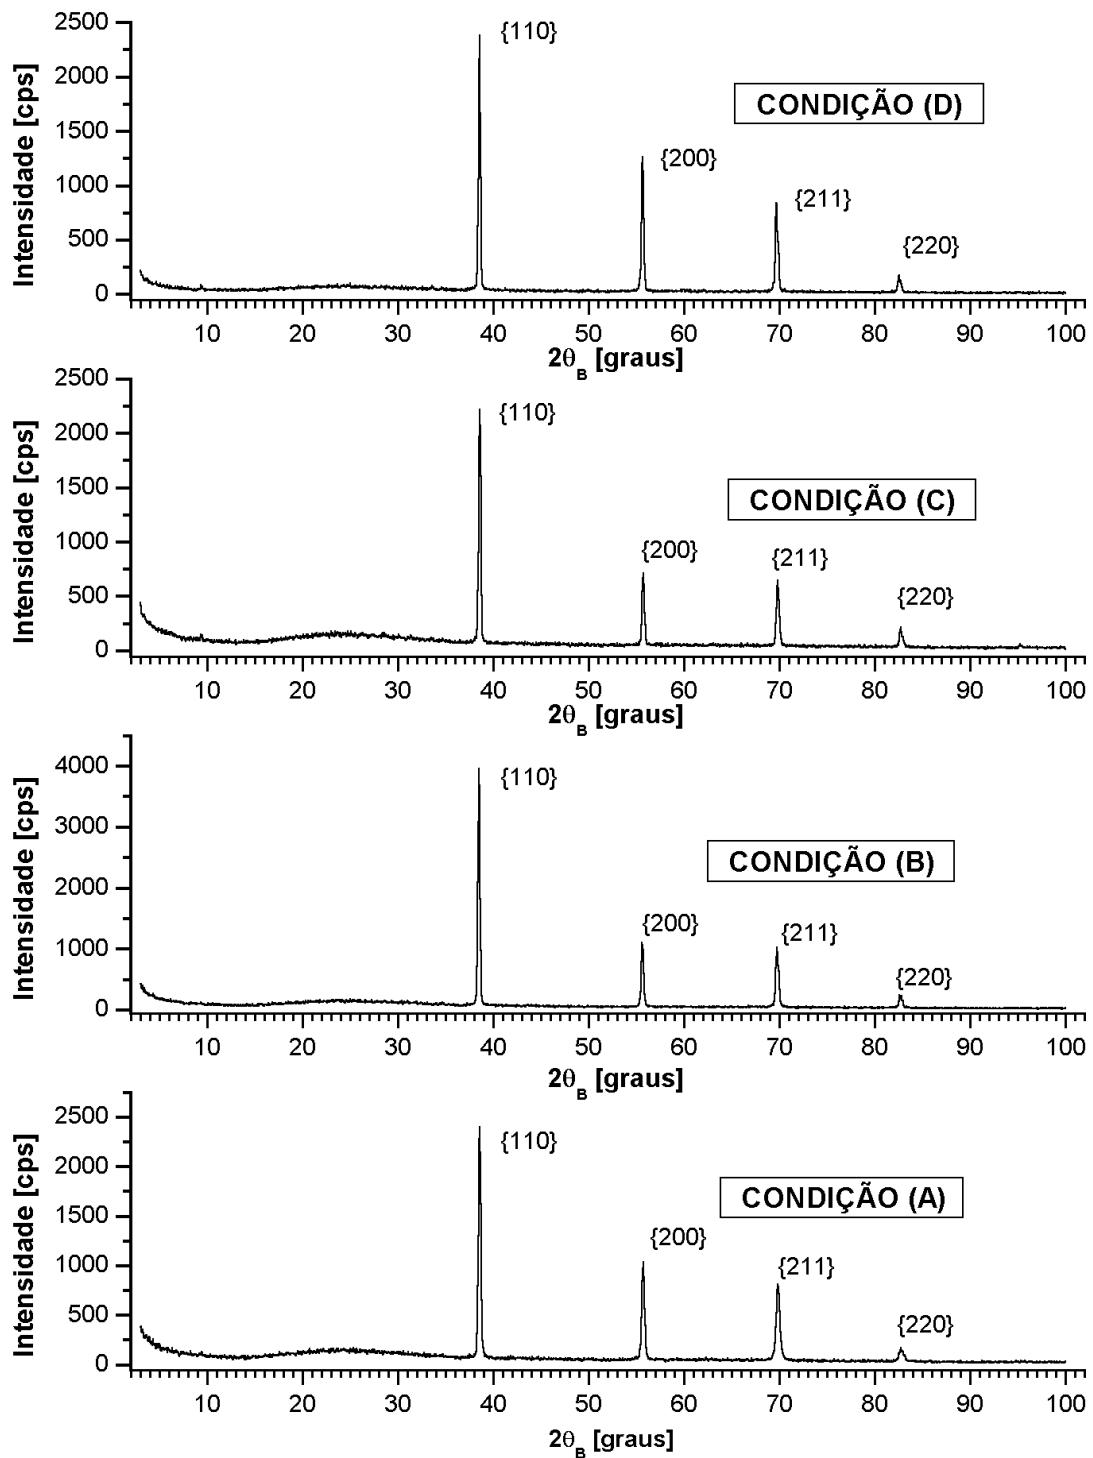 2500
2000
1500
1000
500
0
Intensidade [cps]
{110}
CONDIÇÃO (D)
{200}
{211}
{220}
10 20 30 40 50 60 70 80 90 100
2θB [graus]
2500
2000
1500
1000
500
0
Intensidade [cps]
{110}
CONDIÇÃO (C)
{200}
{211}
{220}
10 20 30 40 50 60 70 80 90 100
2θB [graus]
4000
3000
2000
1000
0
Intensidade [cps]
{110}
CONDIÇÃO (B)
{200}
{211}
{220}
10 20 30 40 50 60 70 80 90 100
2θB [graus]
2500
2000
1500
1000
500
0
Intensidade [cps]
{110}
CONDIÇÃO (A)
{200}
{211}
{220}
10 20 30 40 50 60 70 80 90 100
2θB [graus]